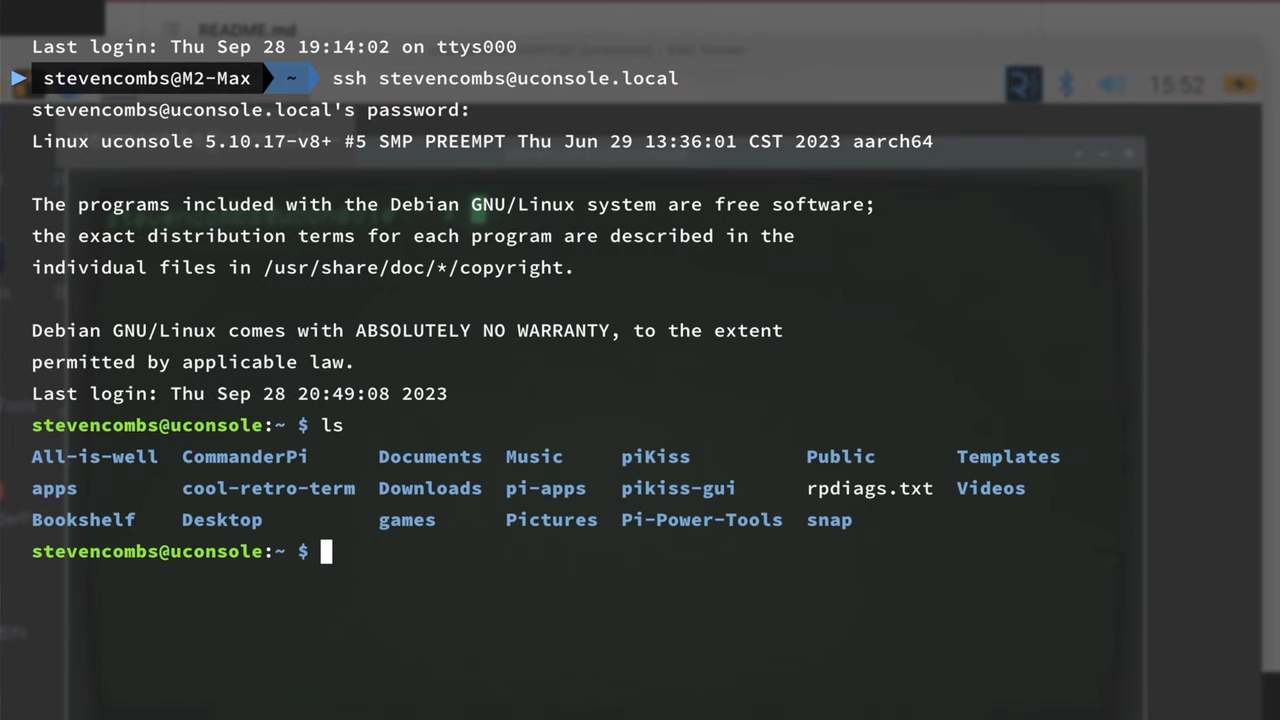 README.md
Last login: Thu Sep 28 19:14:02 on ttys000
stevencombs@M2-Max ~ ssh stevencombs@uconsole.local
15:52
stevencombs@uconsole.local's password:
Linux uconsole 5.10.17-v8+ #5 SMP PREEMPT Thu Jun 29 13:36:01 CST 2023 aarch64
The programs included with the Debian GNU/Linux system are free software;
the exact distribution terms for each program are described in the
individual files in /usr/share/doc/*/copyright.
Debian GNU/Linux comes with ABSOLUTELY NO WARRANTY, to the extent
permitted by applicable law.
Last login: Thu Sep 28 20:49:08 2023
stevencombs@uconsole:~ $ ls
All-is-well CommanderPi Documents Music piKiss Public Templates
apps cool-retro-term Downloads pi-apps pikiss-gui rpdiags.txt Videos
Bookshelf Desktop games Pictures Pi-Power-Tools snap
stevencombs@uconsole:~ $